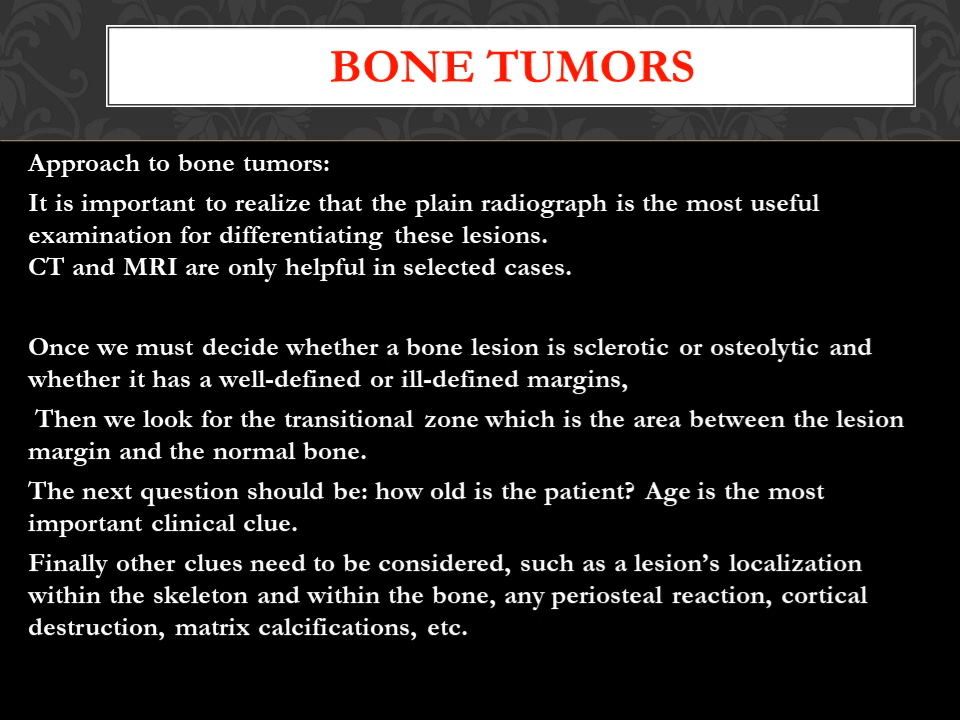 BONE TUMORS
Approach to bone tumors:
It is important to realize that the plain radiograph is the most useful
examination for differentiating these lesions.
CT and MRI are only helpful in selected cases.
Once we must decide whether a bone lesion is sclerotic or osteolytic and
whether it has a well-defined or ill-defined margins,
Then we look for the transitional zone which is the area between the lesion
margin and the normal bone.
The next question should be: how old is the patient? Age is the most
important clinical clue.
Finally other clues need to be considered, such as a lesion's localization
within the skeleton and within the bone, any periosteal reaction, cortical
destruction, matrix calcifications, etc.